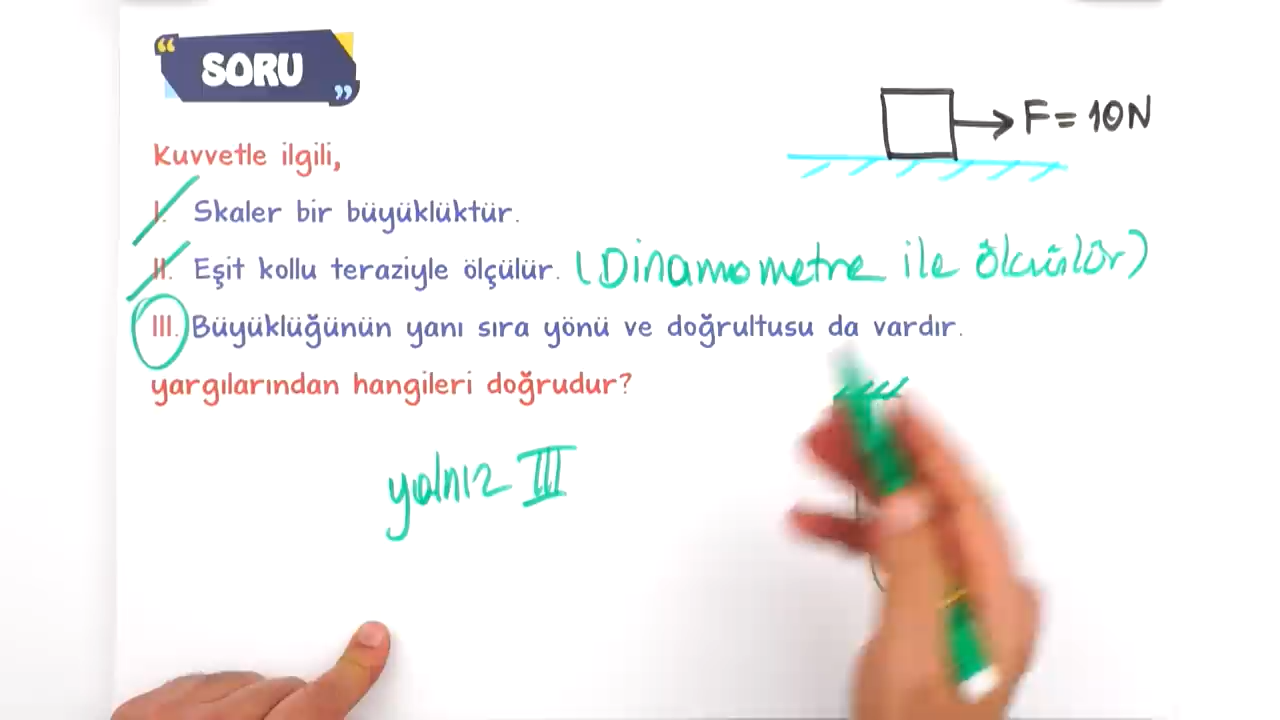 SORU
F = 10N
Kuvvetle ilgili,
I. Skaler bir büyüklüktür.
II. Eşit kollu teraziyle ölçülür. (Dinamometre ile ölçülür)
III. Büyüklüğünün yanı sıra yönü ve doğrultusu da vardır.
yargılarından hangileri doğrudur?
yalnız III